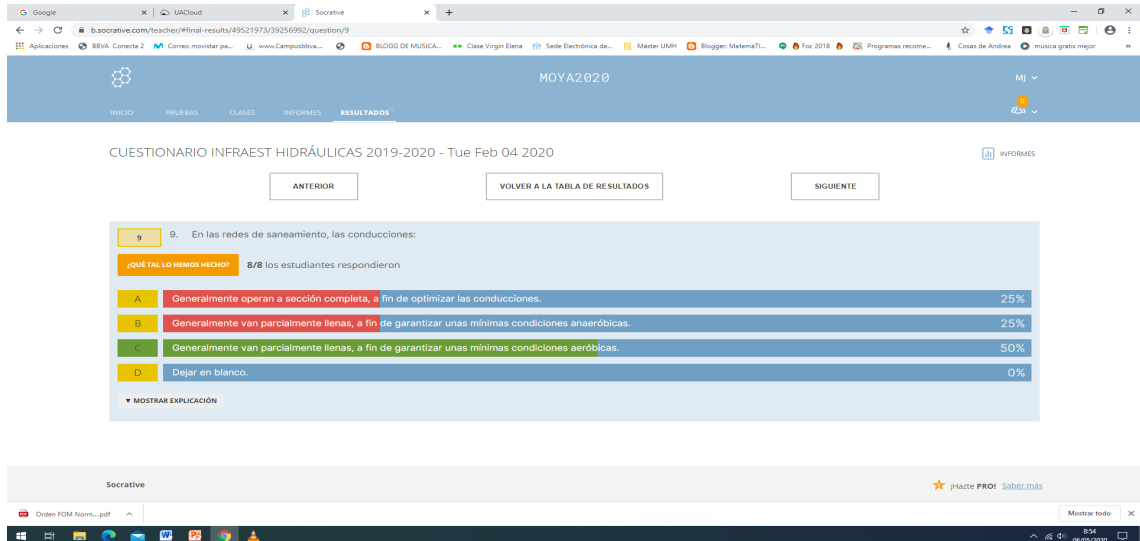 Google
UACloud
Socrative
b.socrative.com/teacher/#final-results/49521973/39256992/question/9
Aplicaciones BBVA Conecta 2 Correo movistar pa... www.Campusbbva... BLOGG DE MUSICA... Clase Virgin Elena Sede Electrónica de... Máster UMH Blogger: MatemáTI... Foc 2018 Programas recome... Cosas de Andrea musica gratis mejor
MOYA2020
MJ
INICIO PRUEBAS CLASES INFORMES RESULTADOS
0
CUESTIONARIO INFRAEST HIDRÁULICAS 2019-2020 - Tue Feb 04 2020
INFORMES
ANTERIOR VOLVER A LA TABLA DE RESULTADOS SIGUIENTE
9 9. En las redes de saneamiento, las conducciones:
¿QUÉ TAL LO HEMOS HECHO? 8/8 los estudiantes respondieron
A Generalmente operan a sección completa, a fin de optimizar las conducciones. 25%
B Generalmente van parcialmente llenas, a fin de garantizar unas mínimas condiciones anaeróbicas. 25%
C Generalmente van parcialmente llenas, a fin de garantizar unas mínimas condiciones aeróbicas. 50%
D Dejar en blanco. 0%
▼ MOSTRAR EXPLICACIÓN
Socrative
¡Hazte PRO! Saber más
Orden FOM Norm....pdf
Mostrar todo
8:54
06/05/2020